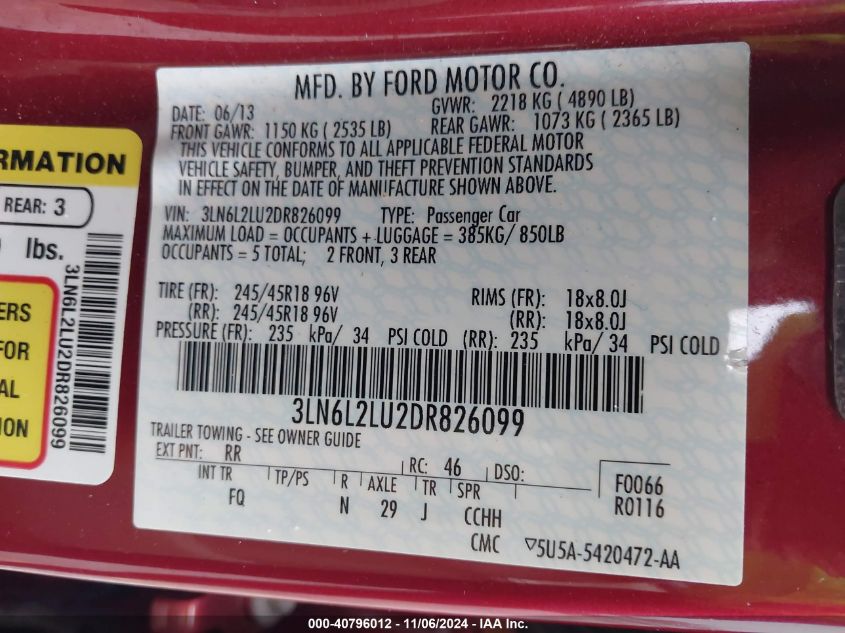 MFD. BY FORD MOTOR CO.
DATE: 06/13 GVWR: 2218 KG ( 4890 LB)
FRONT GAWR: 1150 KG ( 2535 LB) REAR GAWR: 1073 KG ( 2365 LB)
THIS VEHICLE CONFORMS TO ALL APPLICABLE FEDERAL MOTOR
VEHICLE SAFETY, BUMPER, AND THEFT PREVENTION STANDARDS
IN EFFECT ON THE DATE OF MANUFACTURE SHOWN ABOVE.
VIN: 3LN6L2LU2DR826099 TYPE: Passenger Car
MAXIMUM LOAD = OCCUPANTS + LUGGAGE = 385KG/ 850LB
OCCUPANTS = 5 TOTAL; 2 FRONT, 3 REAR
TIRE (FR): 245/45R18 96V RIMS (FR): 18x8.0J
(RR): 245/45R18 96V (RR): 18x8.0J
PRESSURE (FR): 235 kPa/ 34 PSI COLD (RR): 235 kPa/ 34 PSI COLD
3LN6L2LU2DR826099
TRAILER TOWING - SEE OWNER GUIDE
EXT PNT: RR RC: 46 DSO:
INT TR TP/PS R AXLE TR SPR
FQ N 29 J CCHH
F0066
R0116
CMC ▽5U5A-5420472-AA
RMATION
REAR: 3
lbs.
ERS
FOR
AL
ION
3LN6L2LU2DR826099
000-40796012 - 11/06/2024 - IAA Inc.